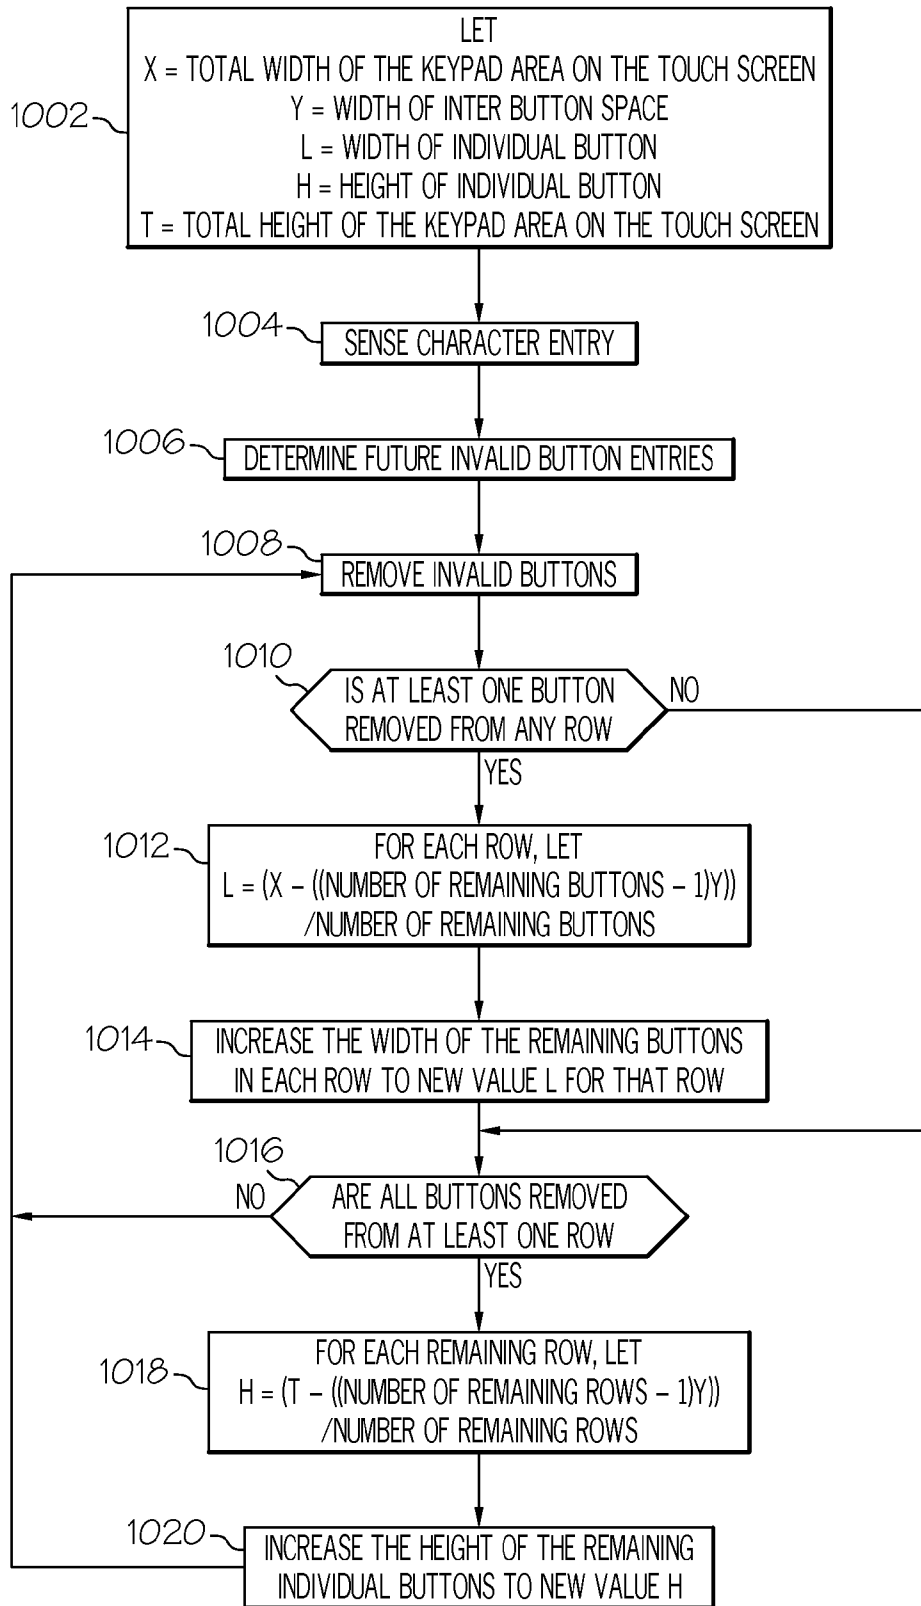 LET
X = TOTAL WIDTH OF THE KEYPAD AREA ON THE TOUCH SCREEN
Y = WIDTH OF INTER BUTTON SPACE
L = WIDTH OF INDIVIDUAL BUTTON
H = HEIGHT OF INDIVIDUAL BUTTON
T = TOTAL HEIGHT OF THE KEYPAD AREA ON THE TOUCH SCREEN
1002
1004
SENSE CHARACTER ENTRY
1006
DETERMINE FUTURE INVALID BUTTON ENTRIES
1008
REMOVE INVALID BUTTONS
1010
IS AT LEAST ONE BUTTON
REMOVED FROM ANY ROW
NO
YES
1012
FOR EACH ROW, LET
L = (X – ((NUMBER OF REMAINING BUTTONS – 1)Y))
/NUMBER OF REMAINING BUTTONS
1014
INCREASE THE WIDTH OF THE REMAINING BUTTONS
IN EACH ROW TO NEW VALUE L FOR THAT ROW
1016
NO
ARE ALL BUTTONS REMOVED
FROM AT LEAST ONE ROW
YES
1018
FOR EACH REMAINING ROW, LET
H = (T – ((NUMBER OF REMAINING ROWS – 1)Y))
/NUMBER OF REMAINING ROWS
1020
INCREASE THE HEIGHT OF THE REMAINING
INDIVIDUAL BUTTONS TO NEW VALUE H